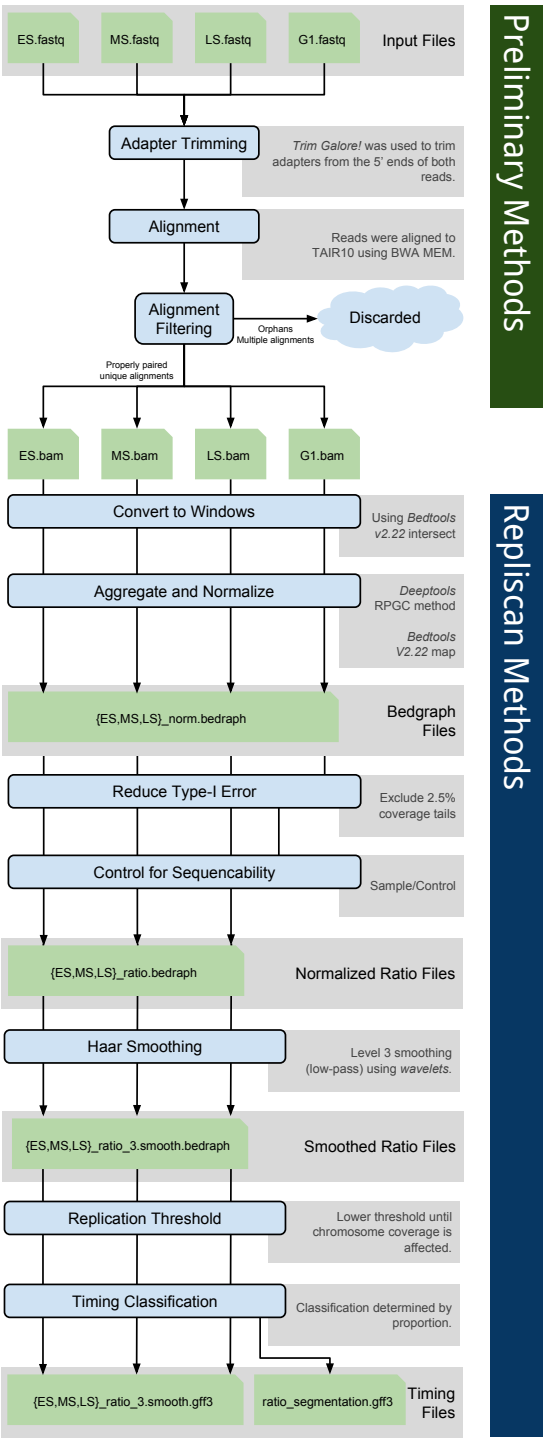 ES.fastq
MS.fastq
LS.fastq
G1.fastq
Input Files
Adapter Trimming
Trim Galore! was used to trim
adapters from the 5' ends of both
reads.
Alignment
Reads were aligned to
TAIR10 using BWA MEM.
Alignment
Filtering
Orphans
Multiple alignments
Discarded
Properly paired
unique alignments
Preliminary Methods
ES.bam
MS.bam
LS.bam
G1.bam
Convert to Windows
Using Bedtools
v2.22 intersect
Aggregate and Normalize
Deeptools
RPGC method
Bedtools
V2.22 map
{ES,MS,LS}_norm.bedraph
Bedgraph
Files
Reduce Type-I Error
Exclude 2.5%
coverage tails
Control for Sequencability
Sample/Control
{ES,MS,LS}_ratio.bedraph
Normalized Ratio Files
Haar Smoothing
Level 3 smoothing
(low-pass) using wavelets.
{ES,MS,LS}_ratio_3.smooth.bedraph
Smoothed Ratio Files
Replication Threshold
Lower threshold until
chromosome coverage is
affected.
Timing Classification
Classification determined by
proportion.
{ES,MS,LS}_ratio_3.smooth.gff3
ratio_segmentation.gff3
Timing
Files
Repliscan Methods